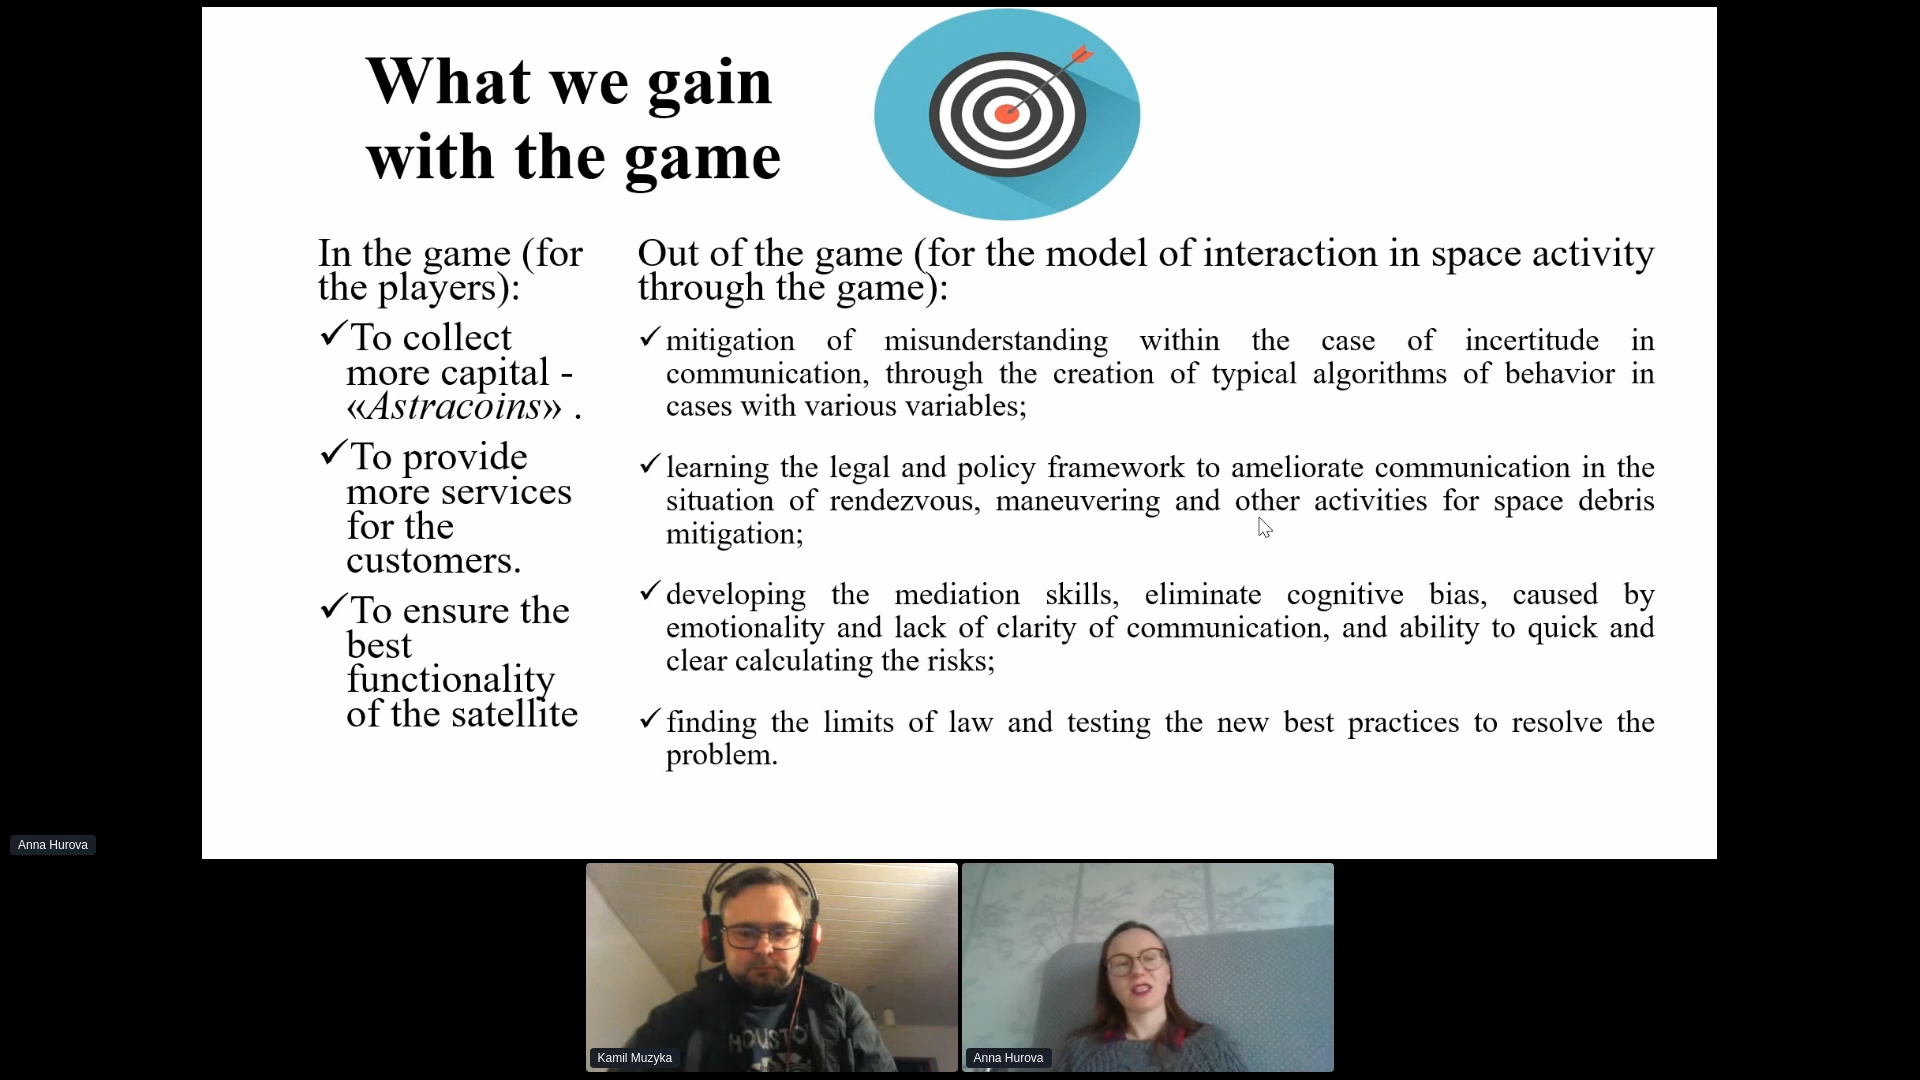 What we gain
with the game
In the game (for
the players):
✓To collect
more capital -
«Astracoins» .
✓To provide
more services
for the
customers.
✓To ensure the
best
functionality
of the satellite
Out of the game (for the model of interaction in space activity
through the game):
✓mitigation of misunderstanding within the case of incertitude in
communication, through the creation of typical algorithms of behavior in
cases with various variables;
✓learning the legal and policy framework to ameliorate communication in the
situation of rendezvous, maneuvering and other activities for space debris
mitigation;
✓developing the mediation skills, eliminate cognitive bias, caused by
emotionality and lack of clarity of communication, and ability to quick and
clear calculating the risks;
✓finding the limits of law and testing the new best practices to resolve the
problem.
Anna Hurova
HOUSTO
Kamil Muzyka
Anna Hurova